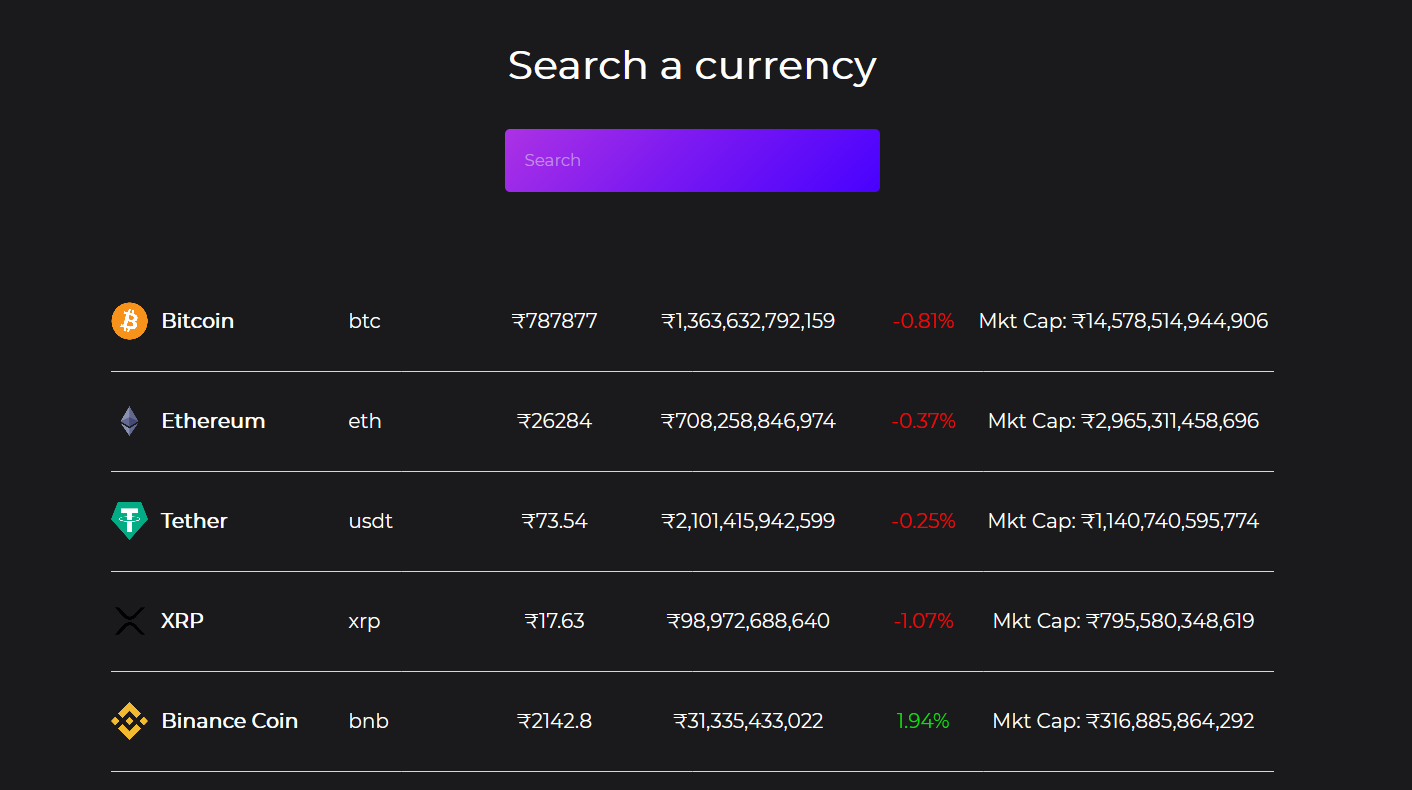 Search a currency
Search
Bitcoin btc ₹787877 ₹1,363,632,792,159 -0.81% Mkt Cap: ₹14,578,514,944,906
Ethereum eth ₹26284 ₹708,258,846,974 -0.37% Mkt Cap: ₹2,965,311,458,696
Tether usdt ₹73.54 ₹2,101,415,942,599 -0.25% Mkt Cap: ₹1,140,740,595,774
XRP xrp ₹17.63 ₹98,972,688,640 -1.07% Mkt Cap: ₹795,580,348,619
Binance Coin bnb ₹2142.8 ₹31,335,433,022 1.94% Mkt Cap: ₹316,885,864,292